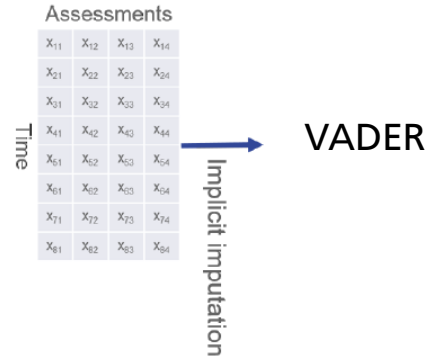 Assessments
x11 x12 x13 x14
x21 x22 x23 x24
x31 x32 x33 x34
x41 x42 x43 x44
x51 x52 x53 x54
x61 x62 x63 x64
x71 x72 x73 x74
x81 x82 x83 x84
Time
Implicit imputation
VADER